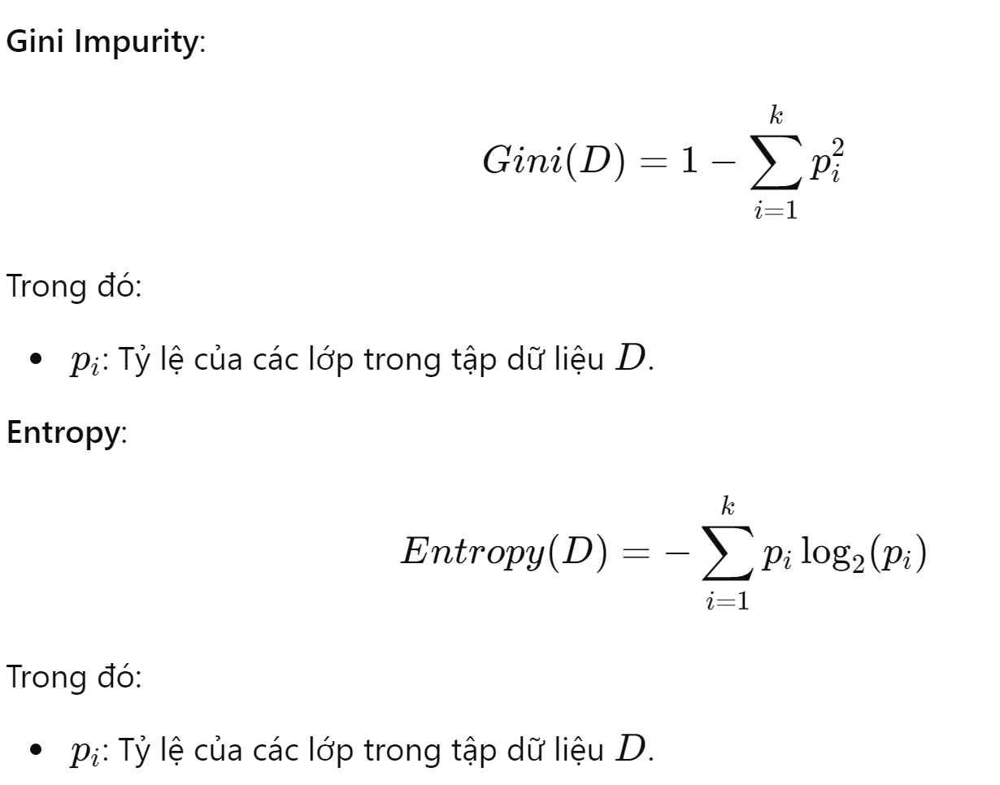 Gini Impurity:
Gini(D) = 1 − \sum_{i=1}^{k} p_i^2
Trong đó:
• p_i: Tỷ lệ của các lớp trong tập dữ liệu D.
Entropy:
Entropy(D) = − \sum_{i=1}^{k} p_i \log_2(p_i)
Trong đó:
• p_i: Tỷ lệ của các lớp trong tập dữ liệu D.